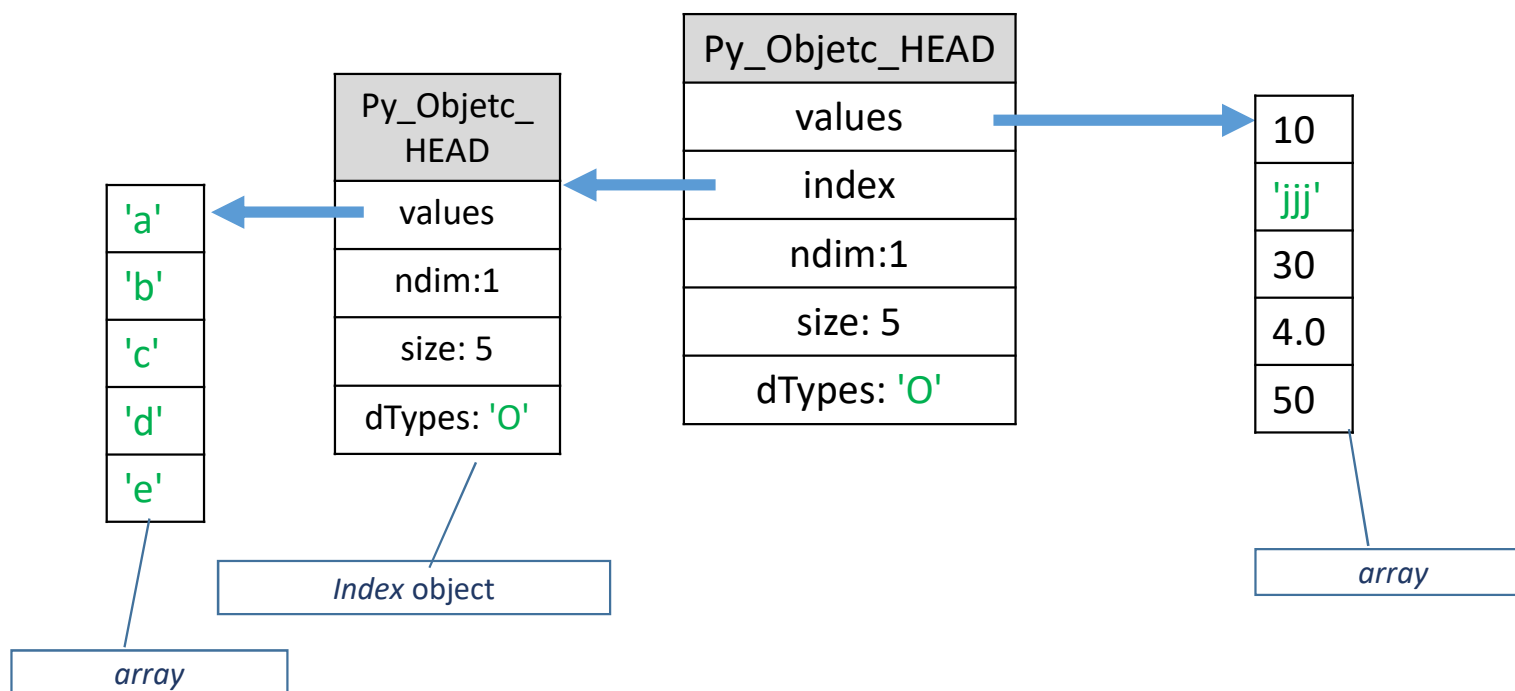 'a'
'b'
'c'
'd'
'e'
array
Py_Objetc_
HEAD
values
ndim:1
size: 5
dTypes: 'O'
Index object
Py_Objetc_HEAD
values
index
ndim:1
size: 5
dTypes: 'O'
10
'jjj'
30
4.0
50
array